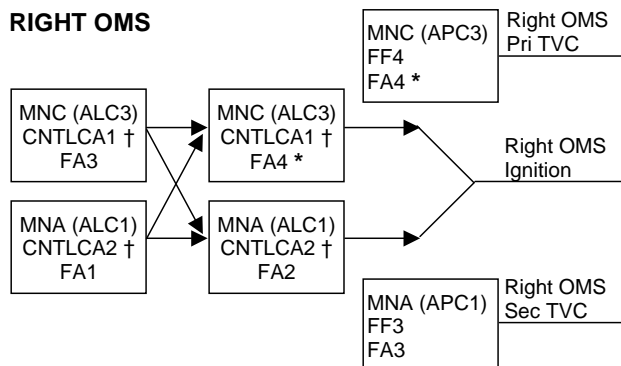 RIGHT OMS
MNC (APC3)
FF4
FA4 *
Right OMS
Pri TVC
MNC (ALC3)
CNTLCA1 †
FA3
MNC (ALC3)
CNTLCA1 †
FA4 *
Right OMS
Ignition
MNA (ALC1)
CNTLCA2 †
FA1
MNA (ALC1)
CNTLCA2 †
FA2
MNA (APC1)
FF3
FA3
Right OMS
Sec TVC